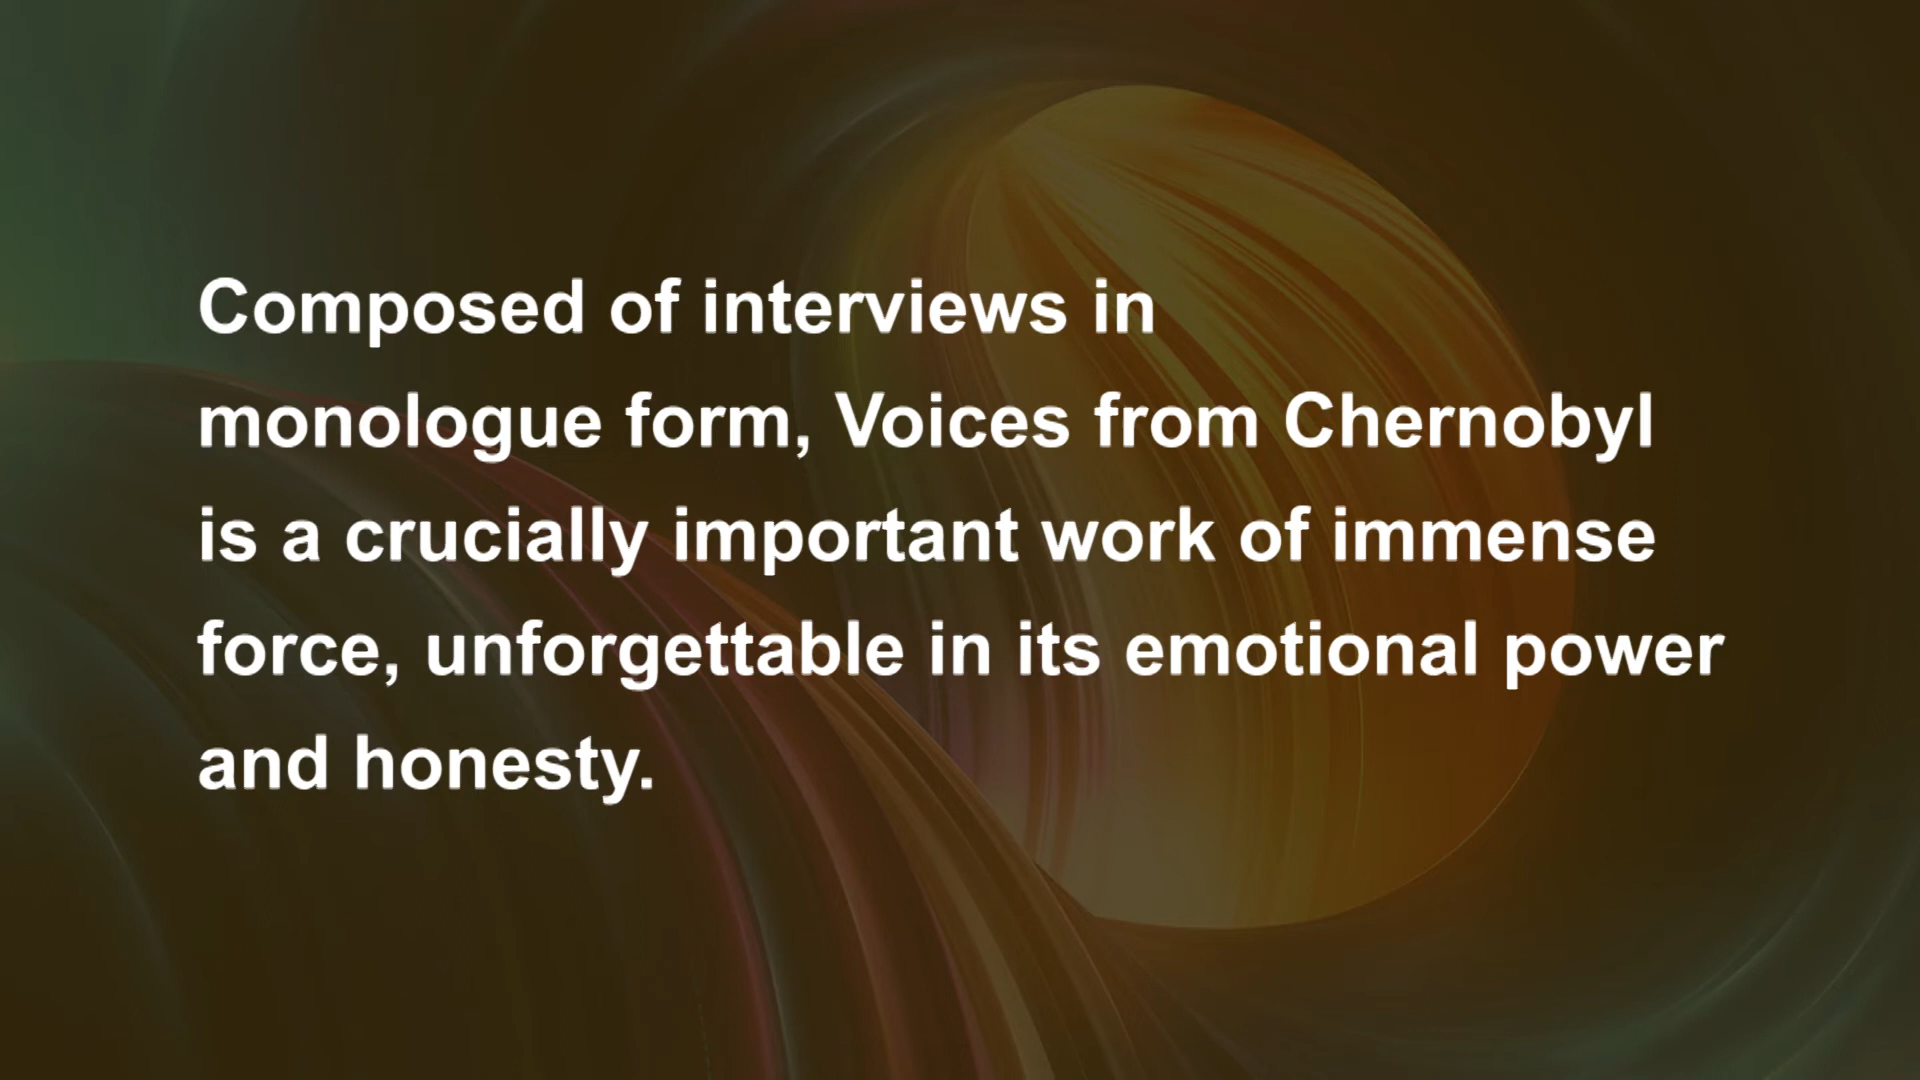 Composed of interviews in
monologue form, Voices from Chernobyl
is a crucially important work of immense
force, unforgettable in its emotional power
and honesty.